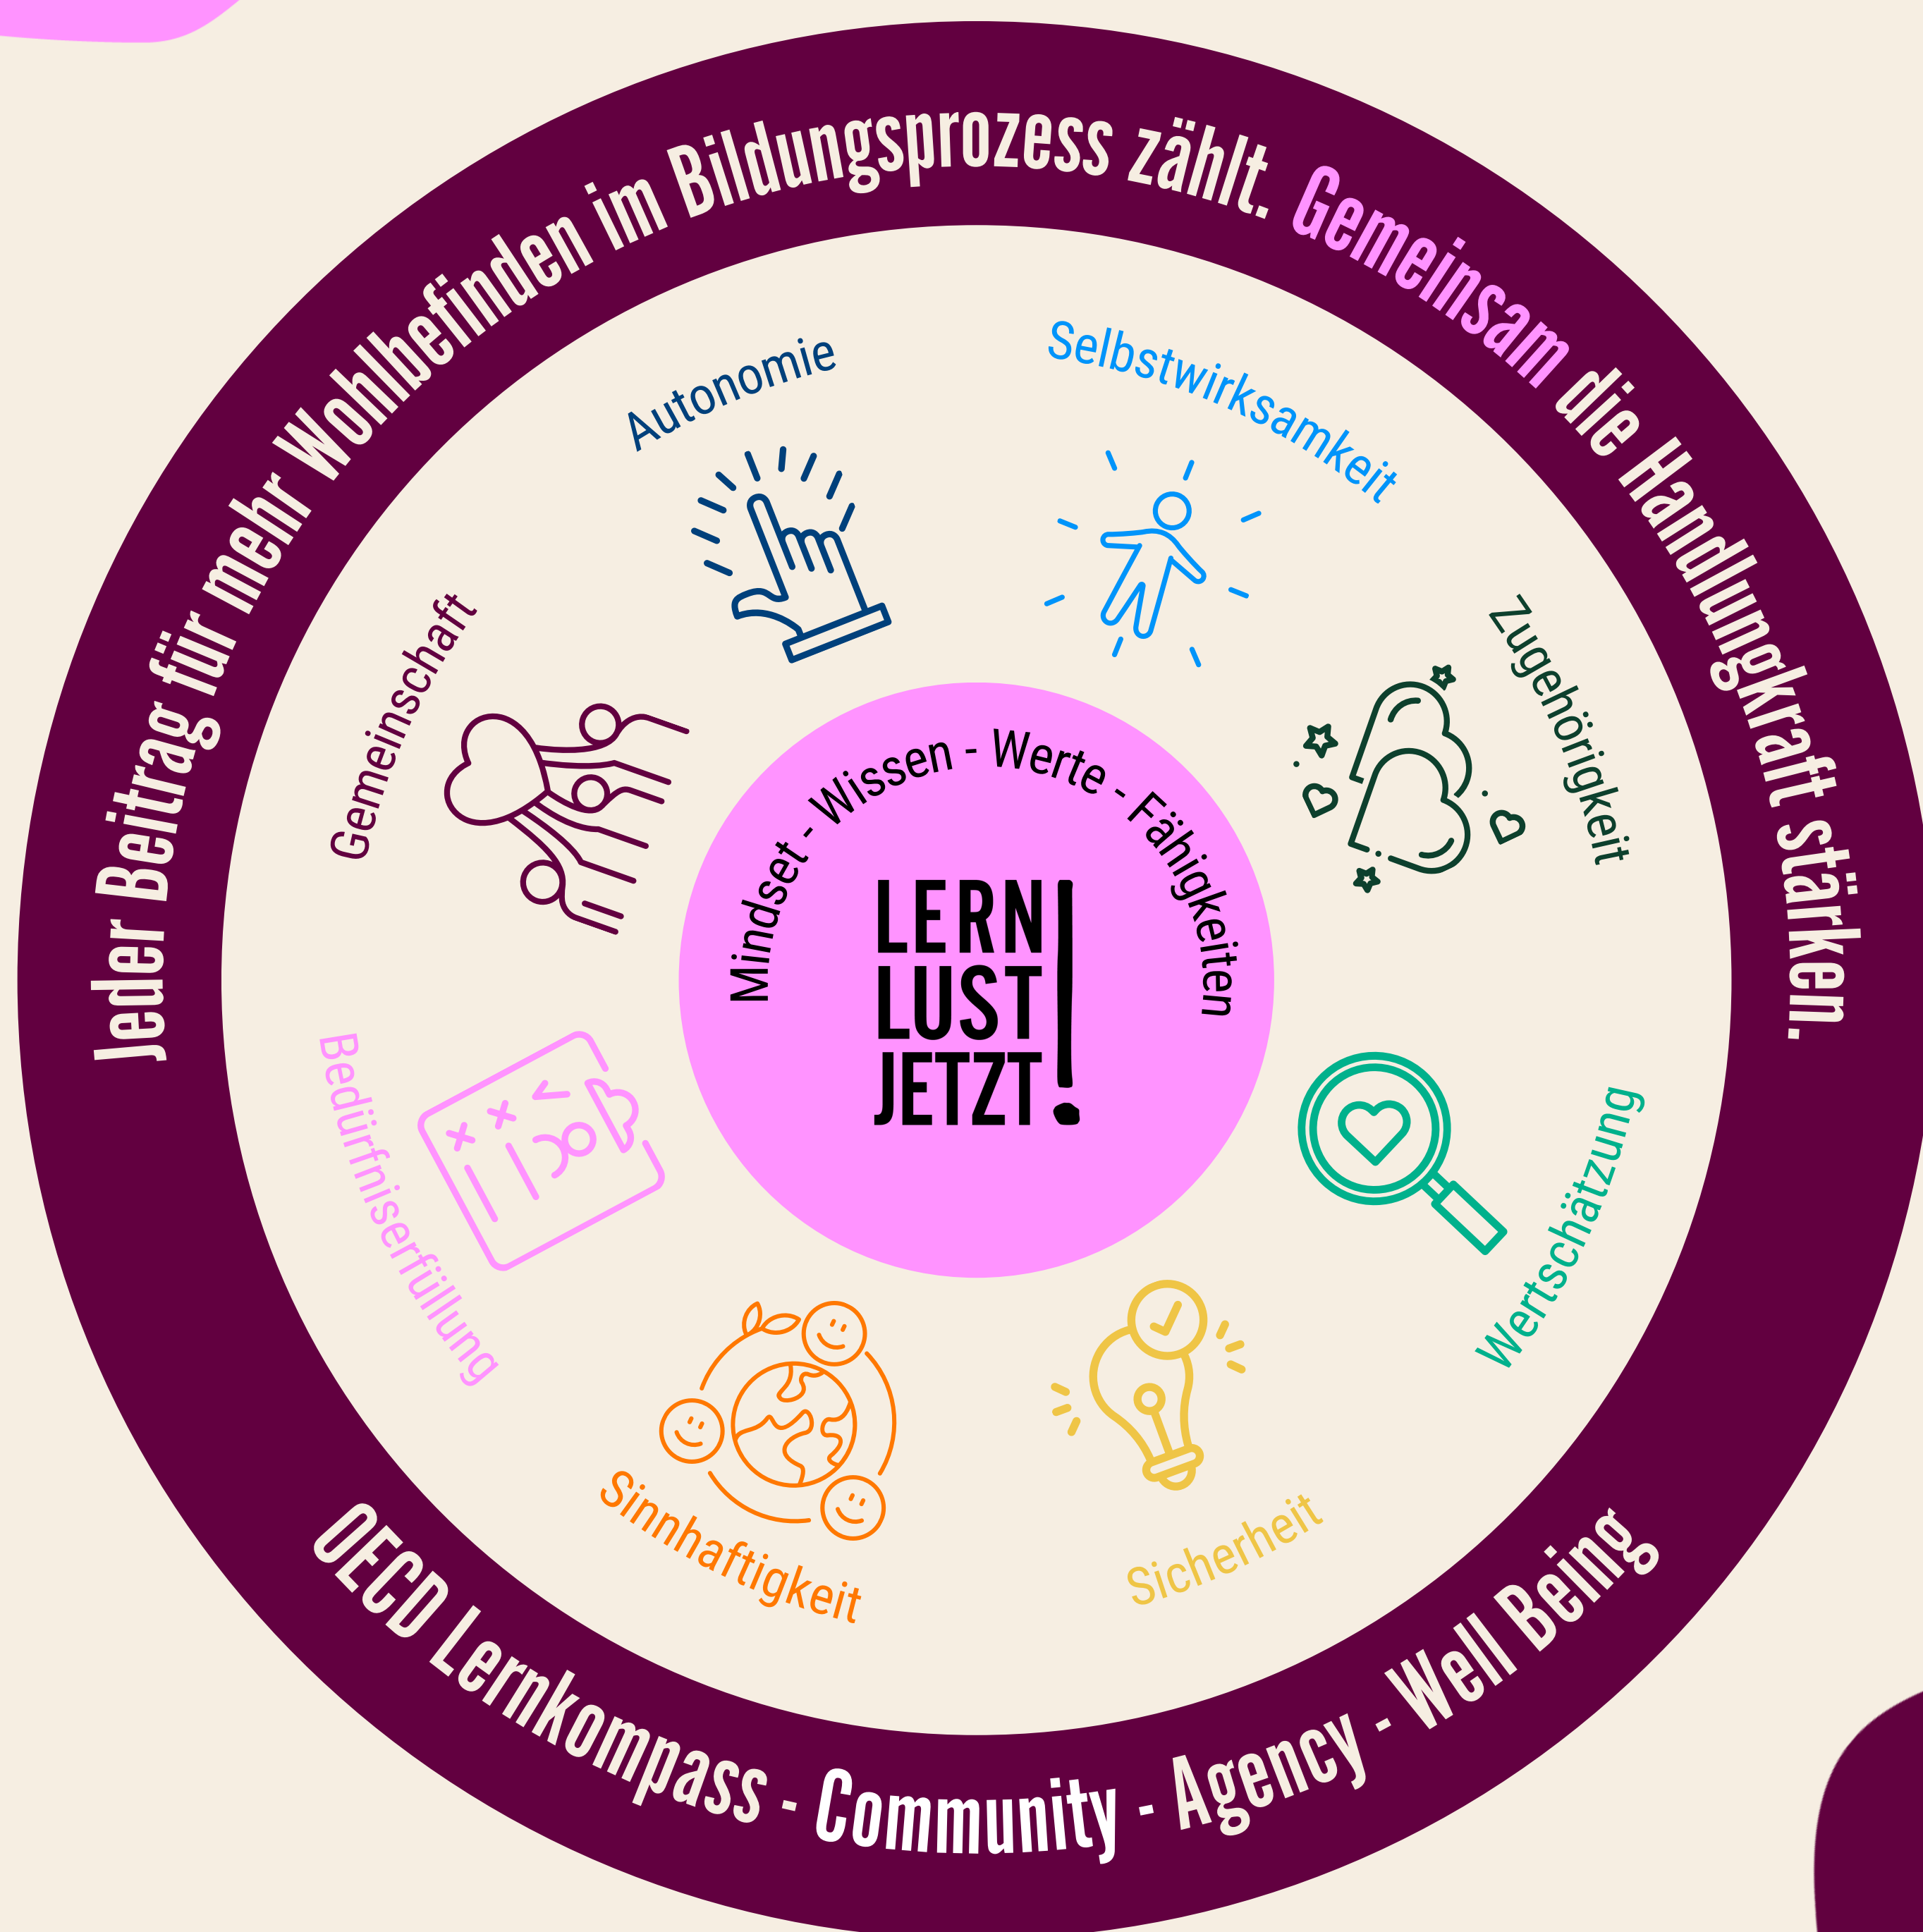 Jeder Beitrag für mehr Wohlbefinden im Bildungsprozess zählt. Gemeinsam die Handlungskraft stärken.
Autonomie
Selbstwirksamkeit
Zugehörigkeit
Wertschätzung
Sicherheit
Sinnhaftigkeit
Bedürfniserfüllung
Gemeinschaft
Mindset - Wissen - Werte - Fähigkeiten
LERN
LUST
JETZT!
OECD Lernkompass - Community - Agency - Well Being